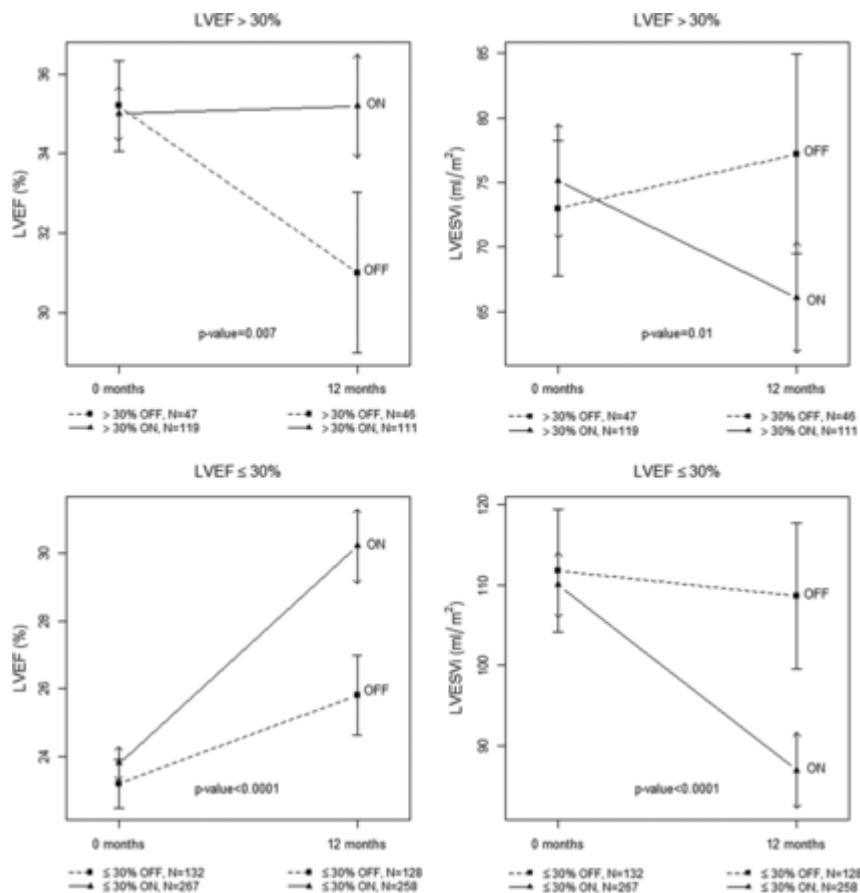 LVEF > 30%
LVEF (%)
36
34
30
ON
OFF
p-value=0.007
0 months
12 months
> 30% OFF, N=47
> 30% ON, N=119
> 30% OFF, N=46
> 30% ON, N=111
LVEF > 30%
LVESVi (ml/m²)
85
80
75
70
65
OFF
ON
p-value=0.01
0 months
12 months
> 30% OFF, N=47
> 30% ON, N=119
> 30% OFF, N=46
> 30% ON, N=111
LVEF ≤ 30%
LVEF (%)
30
28
26
24
ON
OFF
p-value<0.0001
0 months
12 months
≤ 30% OFF, N=132
≤ 30% ON, N=267
≤ 30% OFF, N=128
≤ 30% ON, N=258
LVEF ≤ 30%
LVESVi (ml/m²)
120
110
100
90
OFF
ON
p-value<0.0001
0 months
12 months
≤ 30% OFF, N=132
≤ 30% ON, N=267
≤ 30% OFF, N=128
≤ 30% ON, N=258